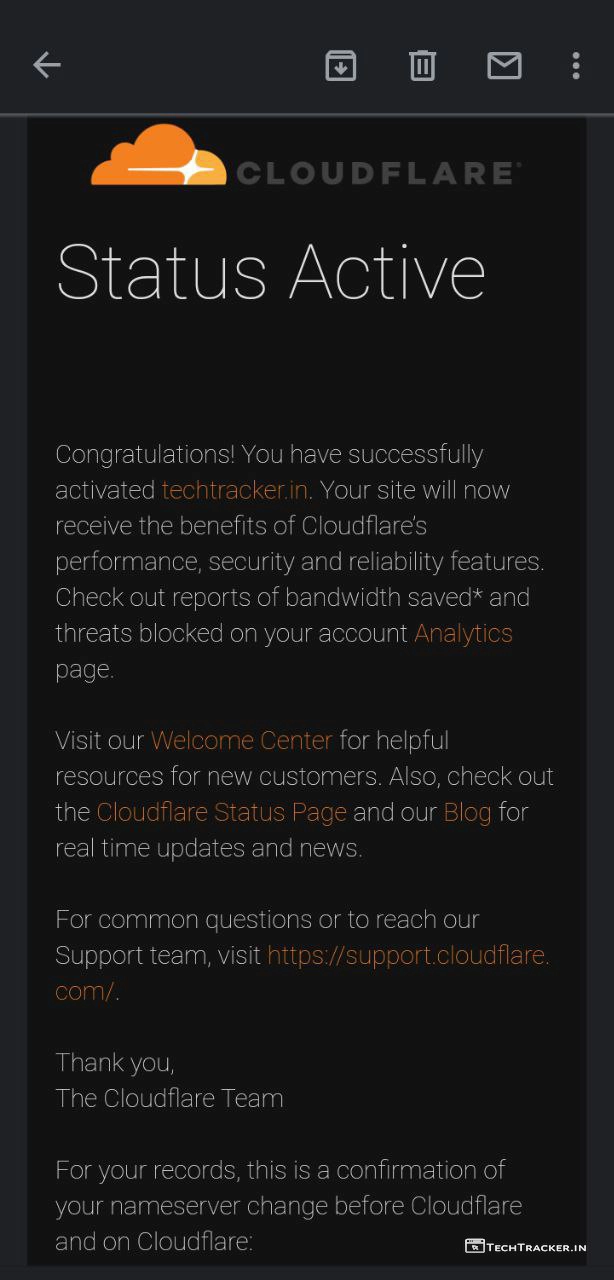 CLOUDFLARE
Status Active
Congratulations! You have successfully
activated techtracker.in. Your site will now
receive the benefits of Cloudflare’s
performance, security and reliability features.
Check out reports of bandwidth saved* and
threats blocked on your account Analytics
page.
Visit our Welcome Center for helpful
resources for new customers. Also, check out
the Cloudflare Status Page and our Blog for
real time updates and news.
For common questions or to reach our
Support team, visit https://support.cloudflare.
com/.
Thank you,
The Cloudflare Team
For your records, this is a confirmation of
your nameserver change before Cloudflare
and on Cloudflare:
TECHTRACKER.IN